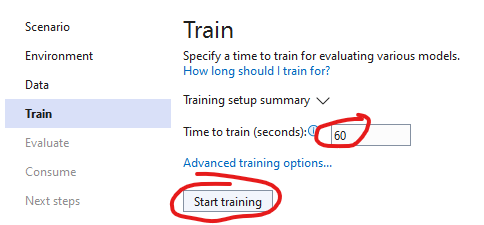 Scenario
Environment
Data
Train
Evaluate
Consume
Next steps
Train
Specify a time to train for evaluating various models.
How long should I train for?
Training setup summary
Time to train (seconds):
60
Advanced training options...
Start training